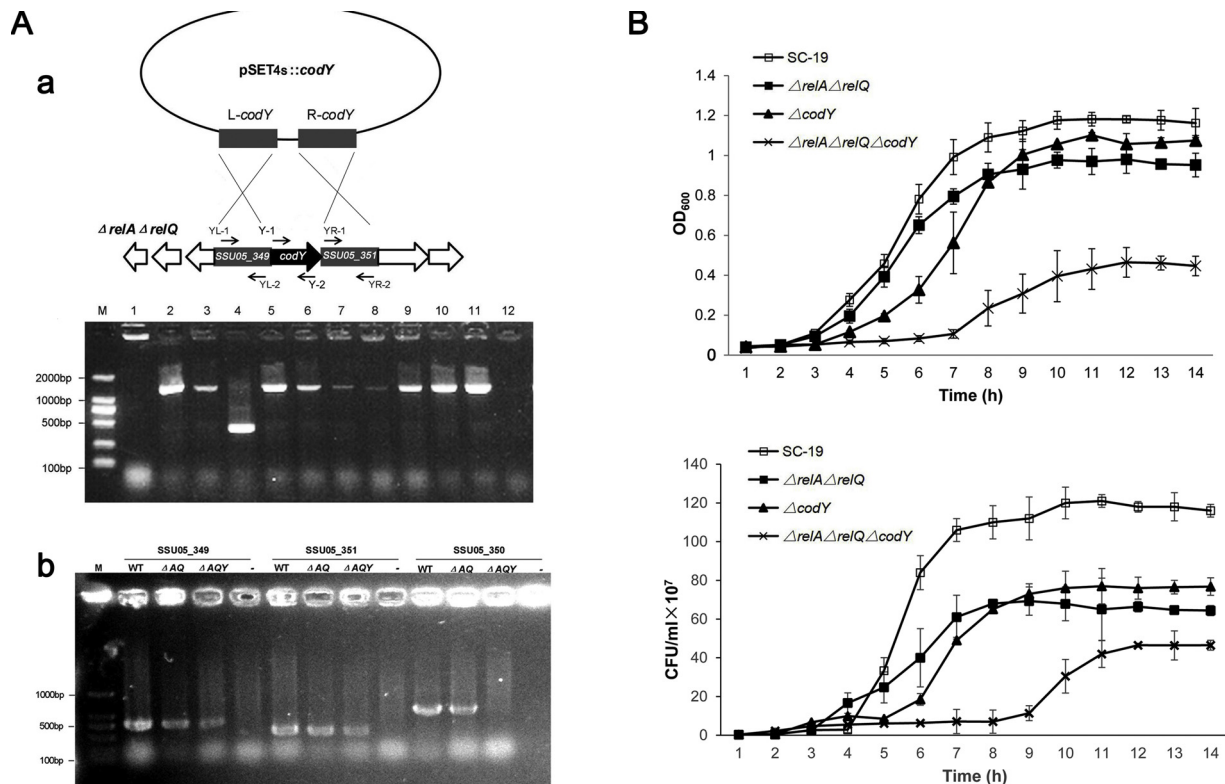 A
a
pSET4s::codY
L-codY
R-codY
ΔrelAΔrelQ
YL-1
Y-1
YR-1
SSU05_349
codY
SSU05_351
YL-2
Y-2
YR-2
M 1 2 3 4 5 6 7 8 9 10 11 12
2000bp
1000bp
500bp
100bp
b
SSU05_349 SSU05_351 SSU05_350
M WT ΔAQ ΔAQY - WT ΔAQ ΔAQY - WT ΔAQ ΔAQY -
1000bp
500bp
100bp
B
SC-19
ΔrelAΔrelQ
ΔcodY
ΔrelAΔrelQΔcodY
1.4
1.2
1
0.8
0.6
0.4
0.2
0
OD600
1 2 3 4 5 6 7 8 9 10 11 12 13 14
Time (h)
SC-19
ΔrelAΔrelQ
ΔcodY
ΔrelAΔrelQΔcodY
140
120
100
80
60
40
20
0
CFU/ml×10⁷
1 2 3 4 5 6 7 8 9 10 11 12 13 14
Time (h)